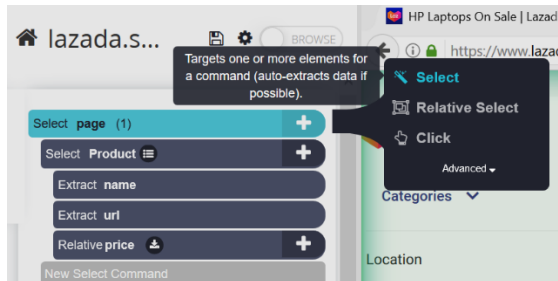 HP Laptops On Sale | Lazad
lazada.s...
BROWSE
https://www.lazac
Targets one or more elements for
a command (auto-extracts data if
possible).
Select
Relative Select
Click
Advanced
Select page (1)
Select Product
Extract name
Extract url
Relative price
New Select Command
Categories
Location